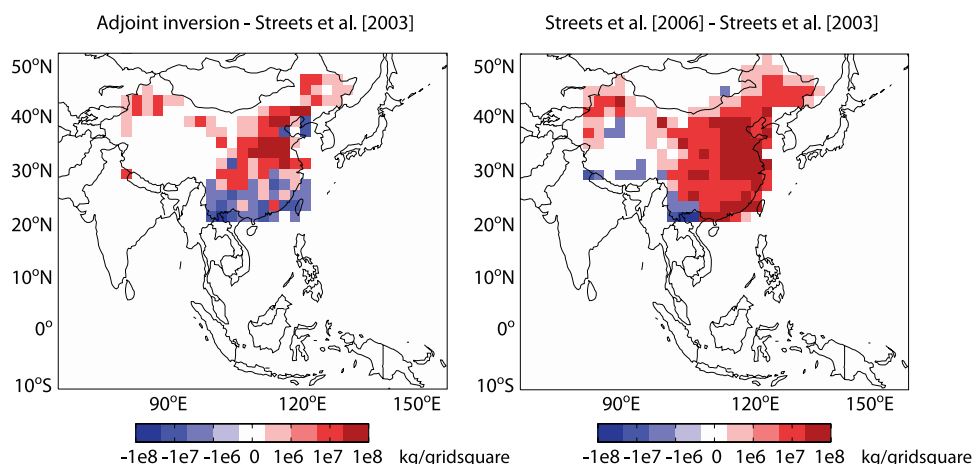 Adjoint inversion - Streets et al. [2003]
Streets et al. [2006] - Streets et al. [2003]
50°N
40°N
30°N
20°N
10°N
0°
10°S
90°E 120°E 150°E
-1e8 -1e7 -1e6 0 1e6 1e7 1e8 kg/gridsquare
50°N
40°N
30°N
20°N
10°N
0°
10°S
90°E 120°E 150°E
-1e8 -1e7 -1e6 0 1e6 1e7 1e8 kg/gridsquare